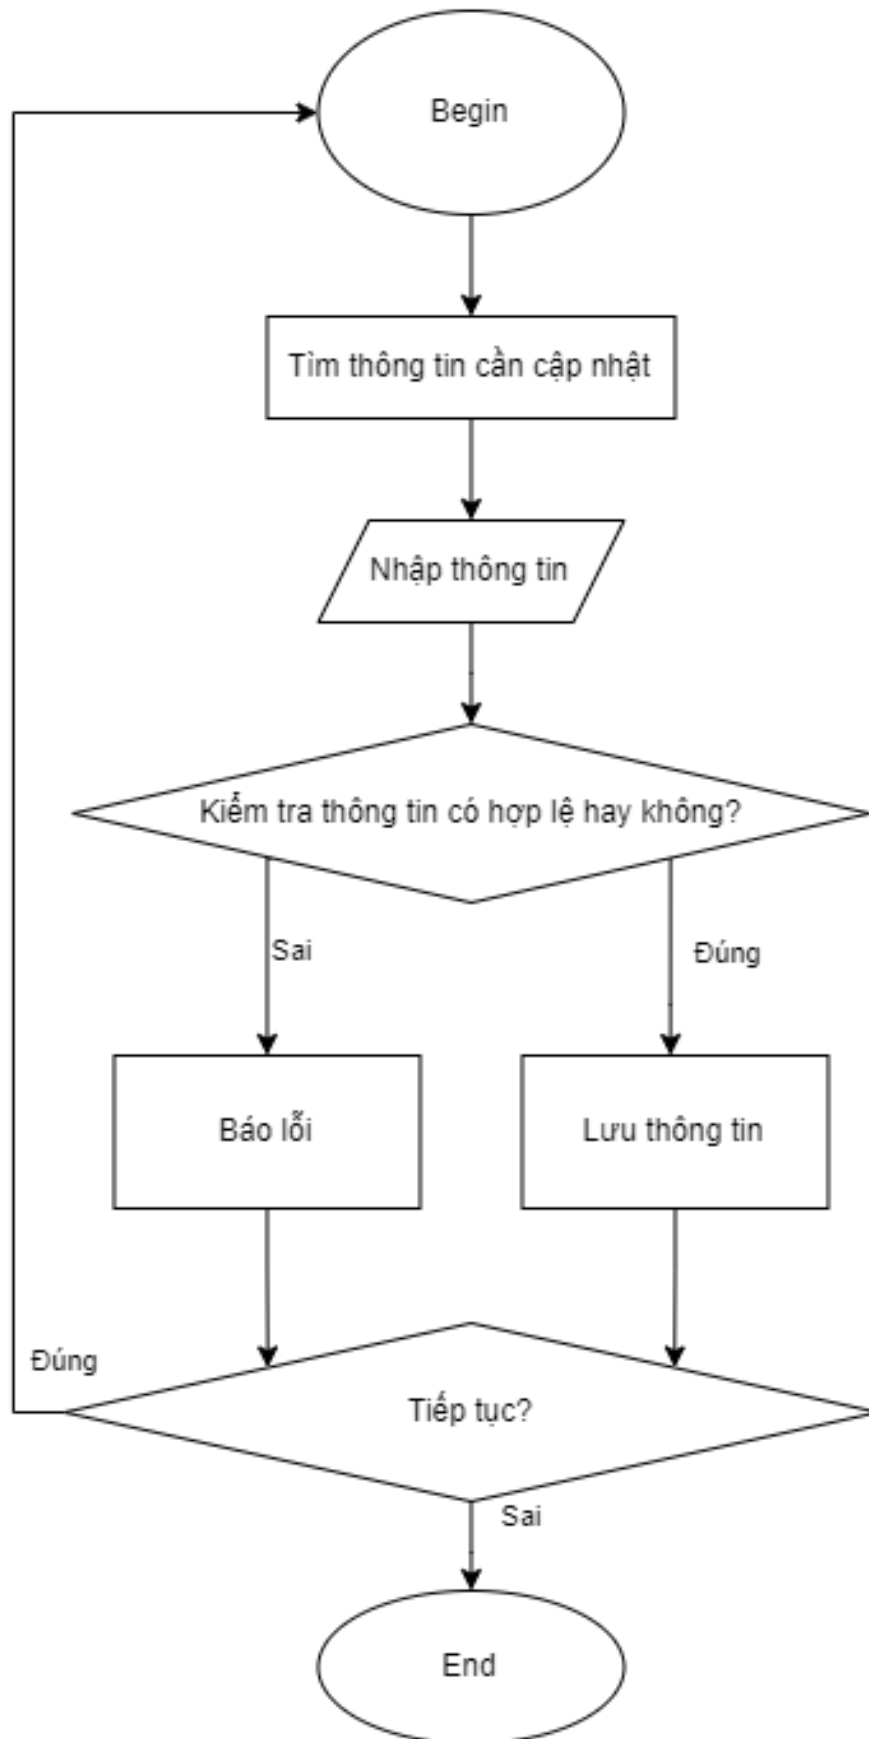 Begin
Tìm thông tin cần cập nhật
Nhập thông tin
Kiểm tra thông tin có hợp lệ hay không?
Sai
Đúng
Báo lỗi
Lưu thông tin
Đúng
Tiếp tục?
Sai
End